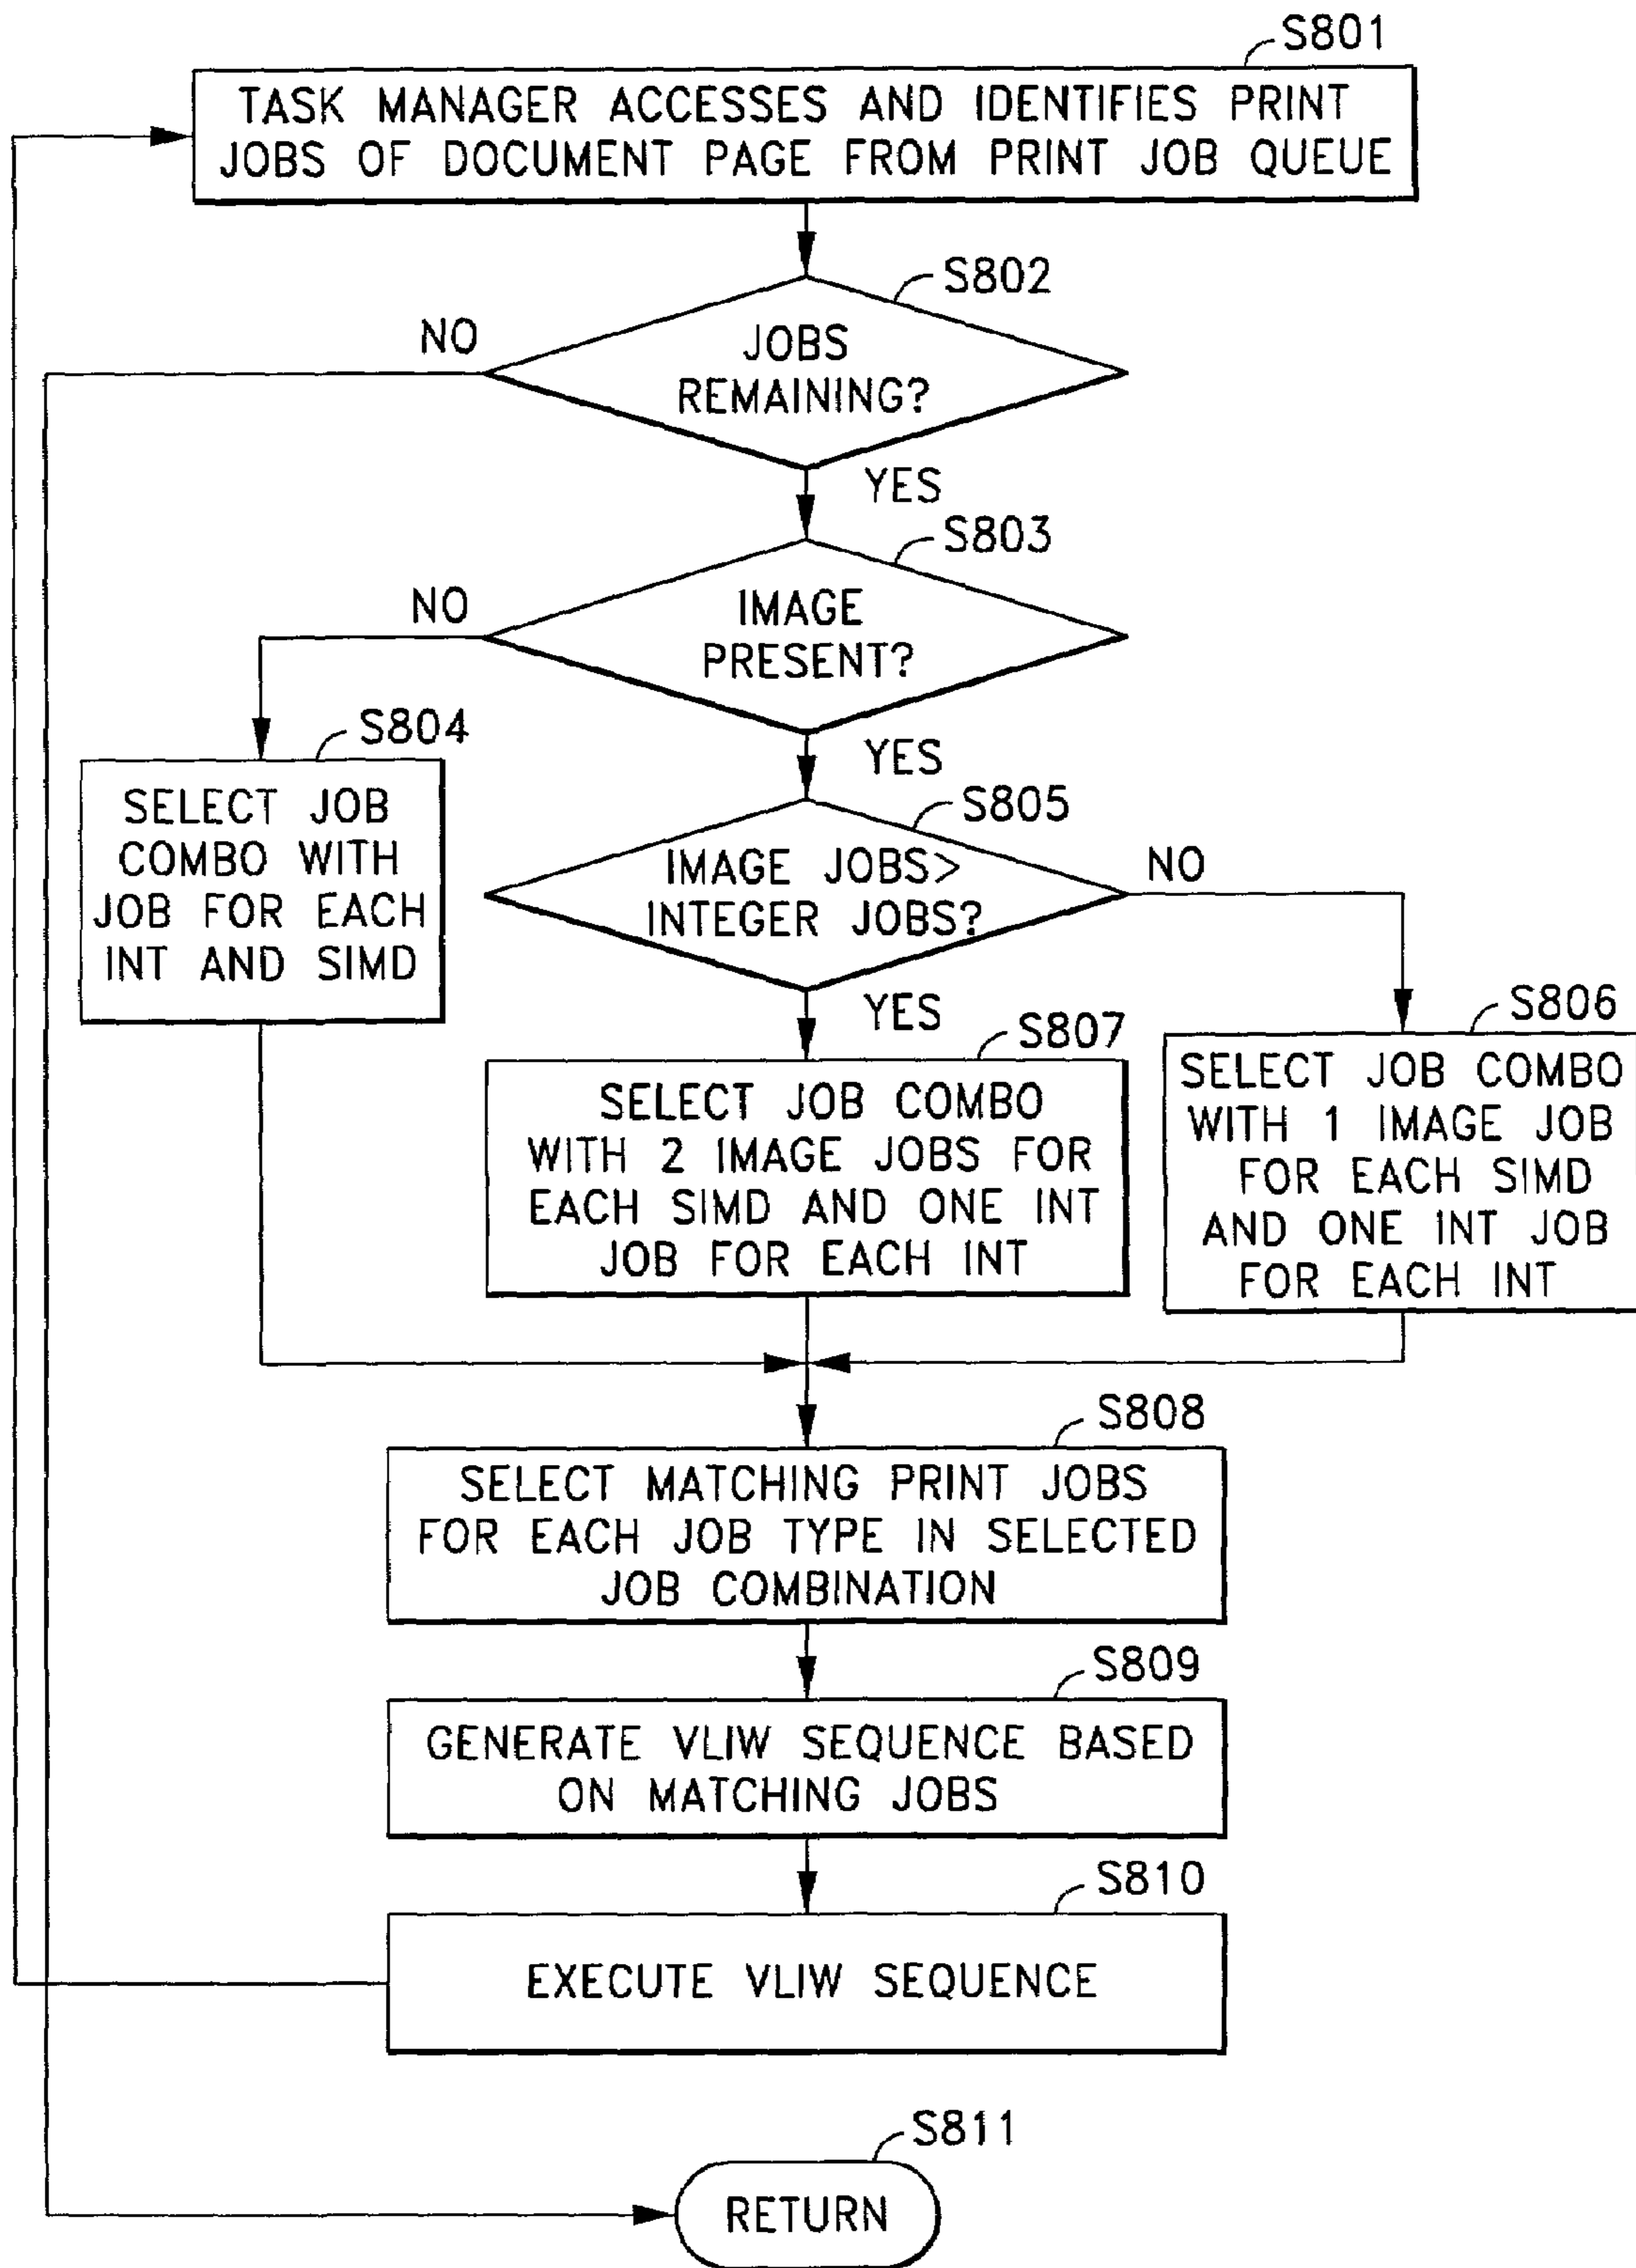 S801
TASK MANAGER ACCESSES AND IDENTIFIES PRINT
JOBS OF DOCUMENT PAGE FROM PRINT JOB QUEUE
S802
NO
JOBS
REMAINING?
YES
S803
NO
IMAGE
PRESENT?
S804
YES
SELECT JOB
COMBO WITH
JOB FOR EACH
INT AND SIMD
S805
IMAGE JOBS>
INTEGER JOBS?
NO
YES
S807
SELECT JOB COMBO
WITH 2 IMAGE JOBS FOR
EACH SIMD AND ONE INT
JOB FOR EACH INT
S806
SELECT JOB COMBO
WITH 1 IMAGE JOB
FOR EACH SIMD
AND ONE INT JOB
FOR EACH INT
S808
SELECT MATCHING PRINT JOBS
FOR EACH JOB TYPE IN SELECTED
JOB COMBINATION
S809
GENERATE VLIW SEQUENCE BASED
ON MATCHING JOBS
S810
EXECUTE VLIW SEQUENCE
S811
RETURN